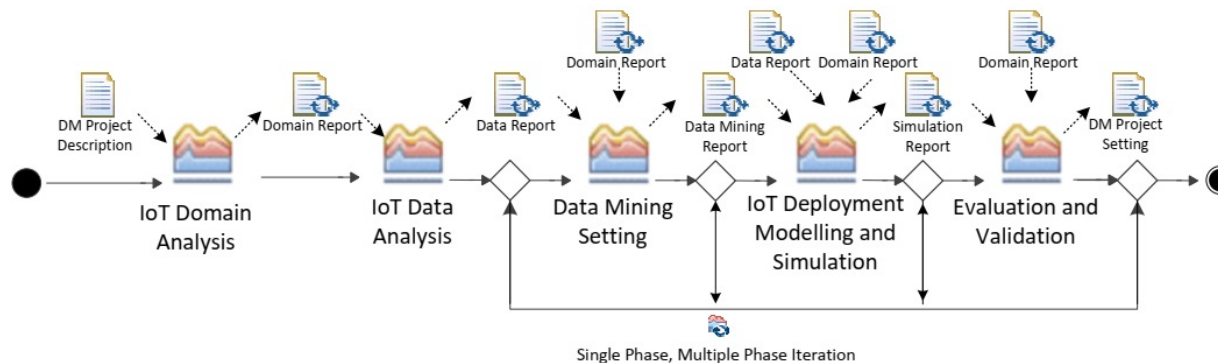 Domain Report
Data Report
Domain Report
Domain Report
DM Project
Description
Domain Report
Data Report
Data Mining
Report
Simulation
Report
DM Project
Setting
IoT Domain
Analysis
IoT Data
Analysis
Data Mining
Setting
IoT Deployment
Modelling and
Simulation
Evaluation and
Validation
Single Phase, Multiple Phase Iteration